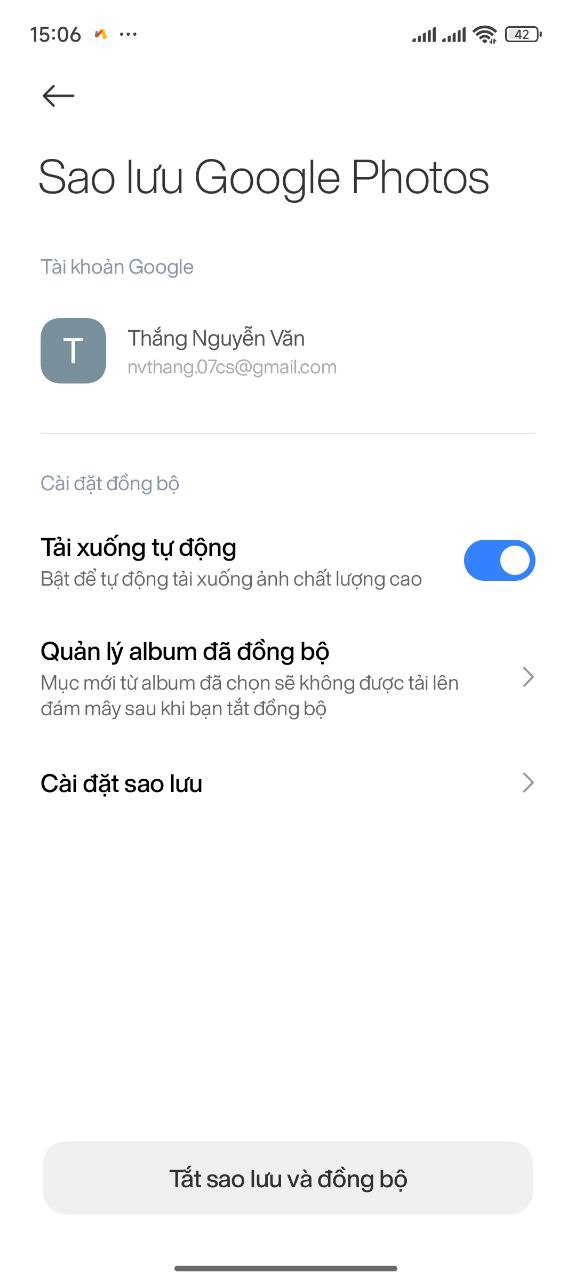 15:06
42
Sao lưu Google Photos
Tài khoản Google
T
Thắng Nguyễn Văn
nvthang.07cs@gmail.com
Cài đặt đồng bộ
Tải xuống tự động
Bật để tự động tải xuống ảnh chất lượng cao
Quản lý album đã đồng bộ
Mục mới từ album đã chọn sẽ không được tải lên
đám mây sau khi bạn tắt đồng bộ
Cài đặt sao lưu
Tắt sao lưu và đồng bộ